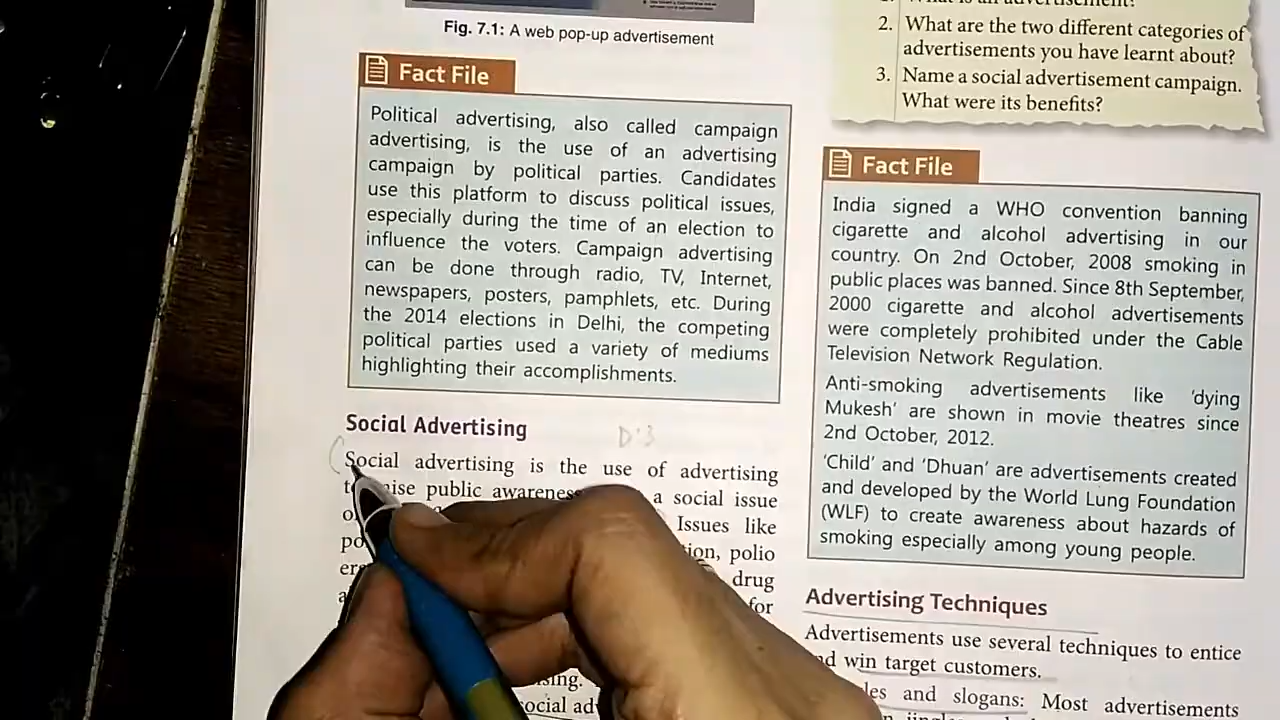 Fig. 7.1: A web pop-up advertisement
Fact File
Political advertising, also called campaign
advertising, is the use of an advertising
campaign by political parties. Candidates
use this platform to discuss political issues,
especially during the time of an election to
influence the voters. Campaign advertising
can be done through radio, TV, Internet,
newspapers, posters, pamphlets, etc. During
the 2014 elections in Delhi, the competing
political parties used a variety of mediums
highlighting their accomplishments.
Social Advertising
D·3
Social advertising is the use of advertising
public awareness a social issue
Issues like
polio
drug
for
2. What are the two different categories of
advertisements you have learnt about?
3. Name a social advertisement campaign.
What were its benefits?
Fact File
India signed a WHO convention banning
cigarette and alcohol advertising in our
country. On 2nd October, 2008 smoking in
public places was banned. Since 8th September,
2000 cigarette and alcohol advertisements
were completely prohibited under the Cable
Television Network Regulation.
Anti-smoking advertisements like ‘dying
Mukesh’ are shown in movie theatres since
2nd October, 2012.
‘Child’ and ‘Dhuan’ are advertisements created
and developed by the World Lung Foundation
(WLF) to create awareness about hazards of
smoking especially among young people.
Advertising Techniques
Advertisements use several techniques to entice
and win target customers.
and slogans: Most advertisements